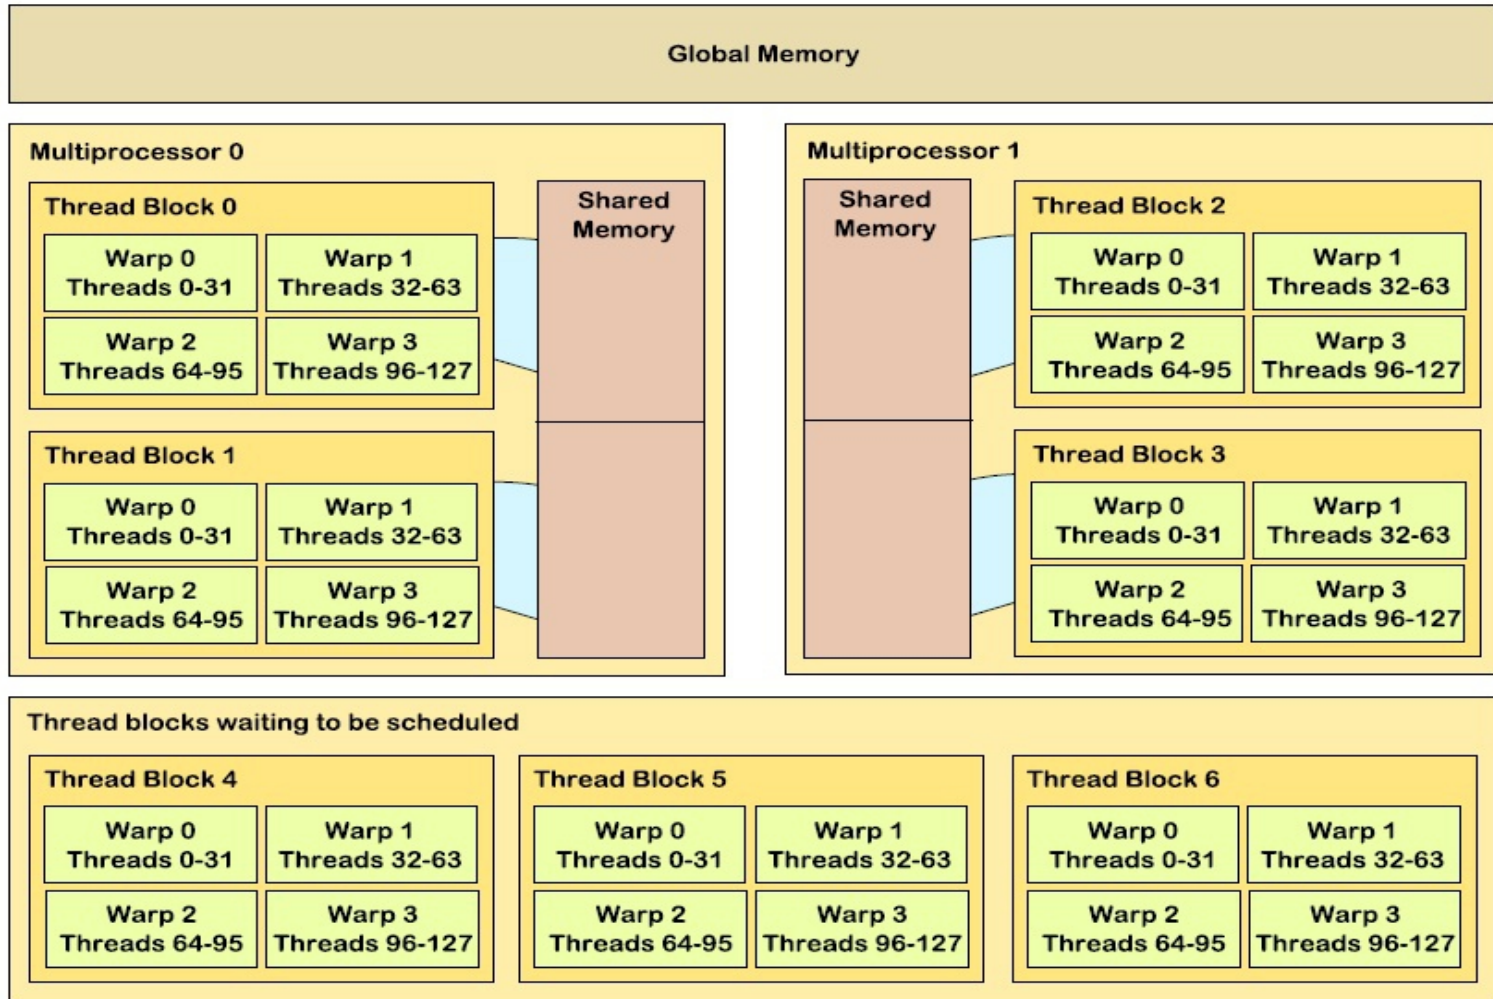 Global Memory
Multiprocessor 0
Thread Block 0
Warp 0
Threads 0-31
Warp 1
Threads 32-63
Warp 2
Threads 64-95
Warp 3
Threads 96-127
Thread Block 1
Warp 0
Threads 0-31
Warp 1
Threads 32-63
Warp 2
Threads 64-95
Warp 3
Threads 96-127
Shared
Memory
Multiprocessor 1
Shared
Memory
Thread Block 2
Warp 0
Threads 0-31
Warp 1
Threads 32-63
Warp 2
Threads 64-95
Warp 3
Threads 96-127
Thread Block 3
Warp 0
Threads 0-31
Warp 1
Threads 32-63
Warp 2
Threads 64-95
Warp 3
Threads 96-127
Thread blocks waiting to be scheduled
Thread Block 4
Warp 0
Threads 0-31
Warp 1
Threads 32-63
Warp 2
Threads 64-95
Warp 3
Threads 96-127
Thread Block 5
Warp 0
Threads 0-31
Warp 1
Threads 32-63
Warp 2
Threads 64-95
Warp 3
Threads 96-127
Thread Block 6
Warp 0
Threads 0-31
Warp 1
Threads 32-63
Warp 2
Threads 64-95
Warp 3
Threads 96-127